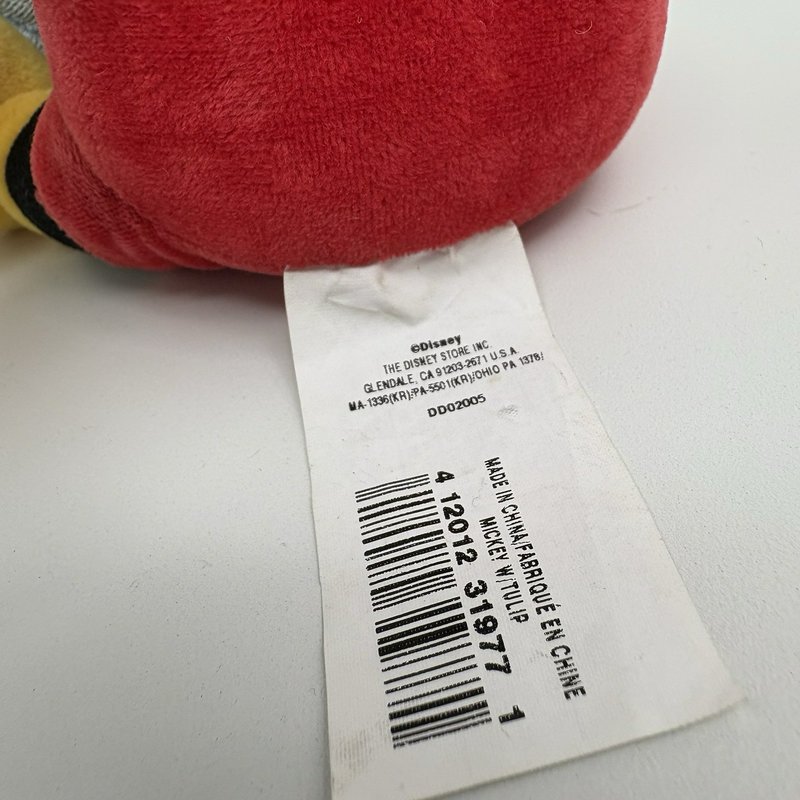 ©Disney
THE DISNEY STORE INC.
GLENDALE, CA 91203-2671 U.S.A.
MA-1336(KR)/PA-5501(KR)/OHIO PA 1378/
DD02005
MADE IN CHINA/FABRIQUÉ EN CHINE
MICKEY W/TULIP
4 12012 31977 1